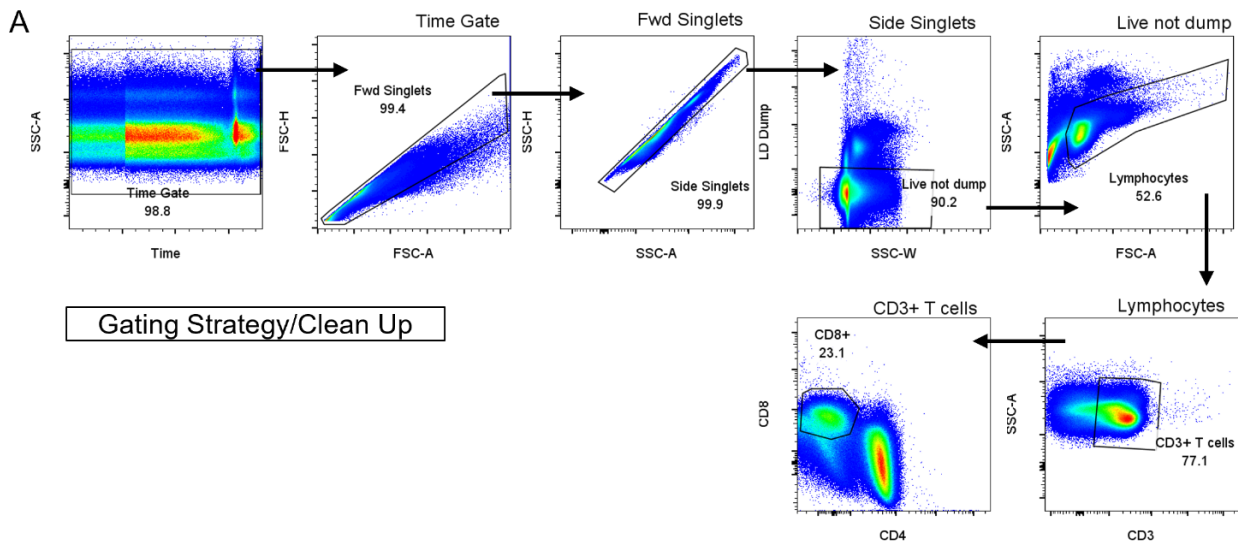 A
Time Gate
Fwd Singlets
Side Singlets
Live not dump
SSC-A
Time Gate
98.8
Time
FSC-H
Fwd Singlets
99.4
FSC-A
SSC-H
Side Singlets
99.9
SSC-A
LD Dump
Live not dump
90.2
SSC-W
SSC-A
Lymphocytes
52.6
FSC-A
Gating Strategy/Clean Up
CD3+ T cells
Lymphocytes
CD8
CD8+
23.1
CD4
SSC-A
CD3+ T cells
77.1
CD3